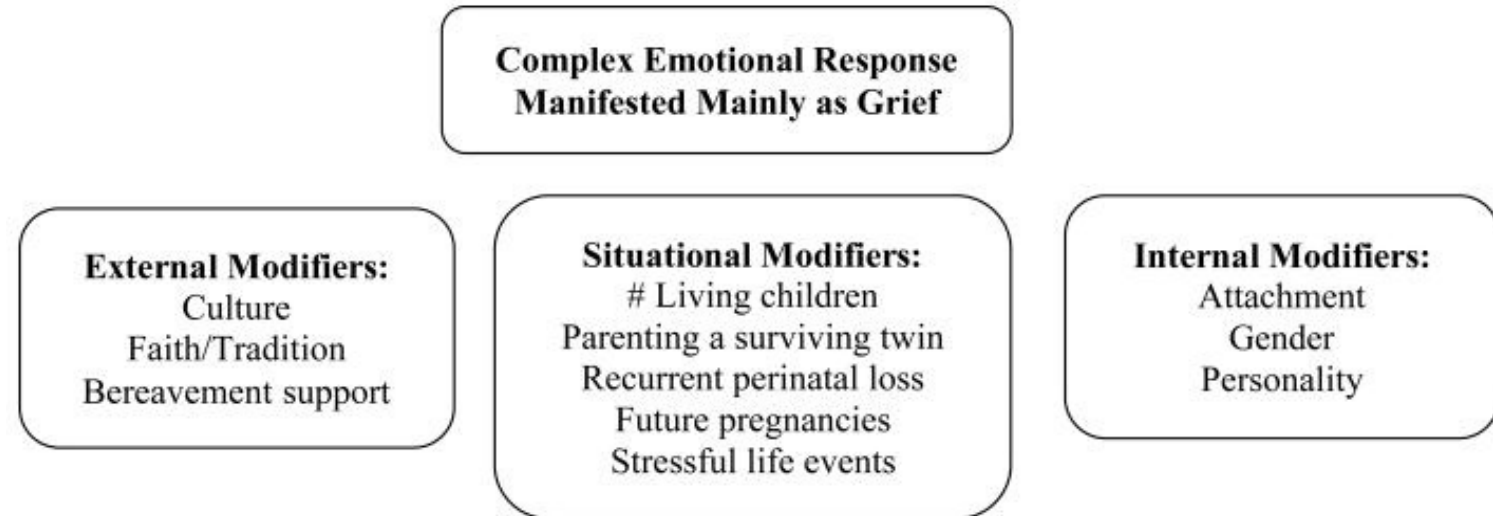 Complex Emotional Response
Manifested Mainly as Grief
External Modifiers:
Culture
Faith/Tradition
Bereavement support
Situational Modifiers:
# Living children
Parenting a surviving twin
Recurrent perinatal loss
Future pregnancies
Stressful life events
Internal Modifiers:
Attachment
Gender
Personality